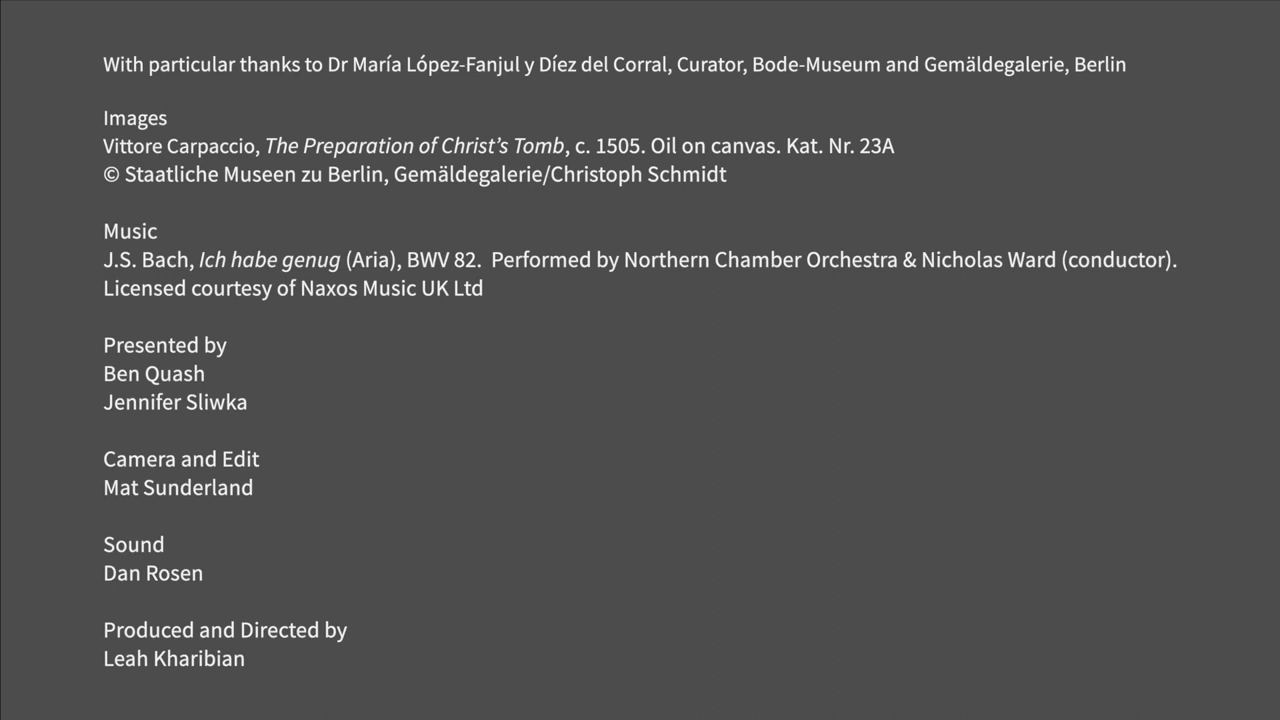 With particular thanks to Dr María López-Fanjul y Díez del Corral, Curator, Bode-Museum and Gemäldegalerie, Berlin
Images
Vittore Carpaccio, The Preparation of Christ’s Tomb, c. 1505. Oil on canvas. Kat. Nr. 23A
© Staatliche Museen zu Berlin, Gemäldegalerie/Christoph Schmidt
Music
J.S. Bach, Ich habe genug (Aria), BWV 82.  Performed by Northern Chamber Orchestra & Nicholas Ward (conductor).
Licensed courtesy of Naxos Music UK Ltd
Presented by
Ben Quash
Jennifer Sliwka
Camera and Edit
Mat Sunderland
Sound
Dan Rosen
Produced and Directed by
Leah Kharibian